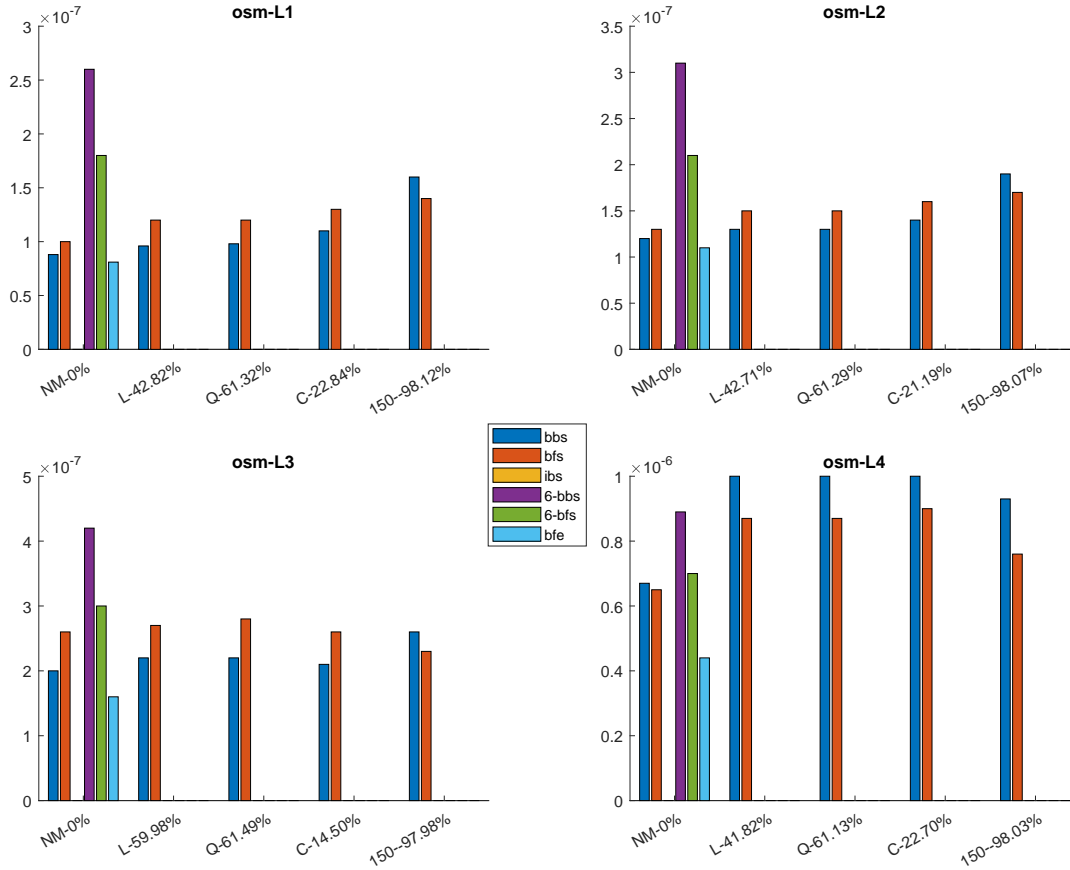 ×10⁻⁷
osm-L1
3
2.5
2
1.5
1
0.5
0
NM-0%
L-42.82%
Q-61.32%
C-22.84%
150--98.12%
×10⁻⁷
osm-L2
3.5
3
3.5
2
1.5
1
0.5
0
NM-0%
L-42.71%
Q-61.29%
C-21.19%
150--98.07%
bbs
bfs
ibs
6-bbs
6-bfs
bfe
×10⁻⁷
osm-L3
5
4
3
2
1
0
NM-0%
L-59.98%
Q-61.49%
C-14.50%
150--97.98%
×10⁻⁶
osm-L4
1
0.8
0.6
0.4
0.2
0
NM-0%
L-41.82%
Q-61.13%
C-22.70%
150--98.03%